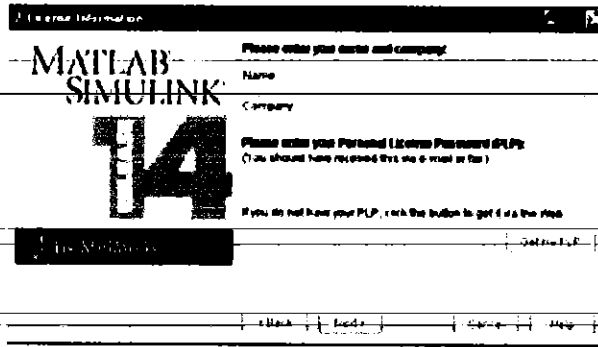 License Information
Please enter your name and company:
MATLAB
SIMULINK
14
Name
Company
Please enter your Personal License Password (PLP):
(You should have received this via e-mail or fax)
If you do not have your PLP, click the button to get it via the Web
The MathWorks
Get my PLP
< Back
Next >
Cancel
Help